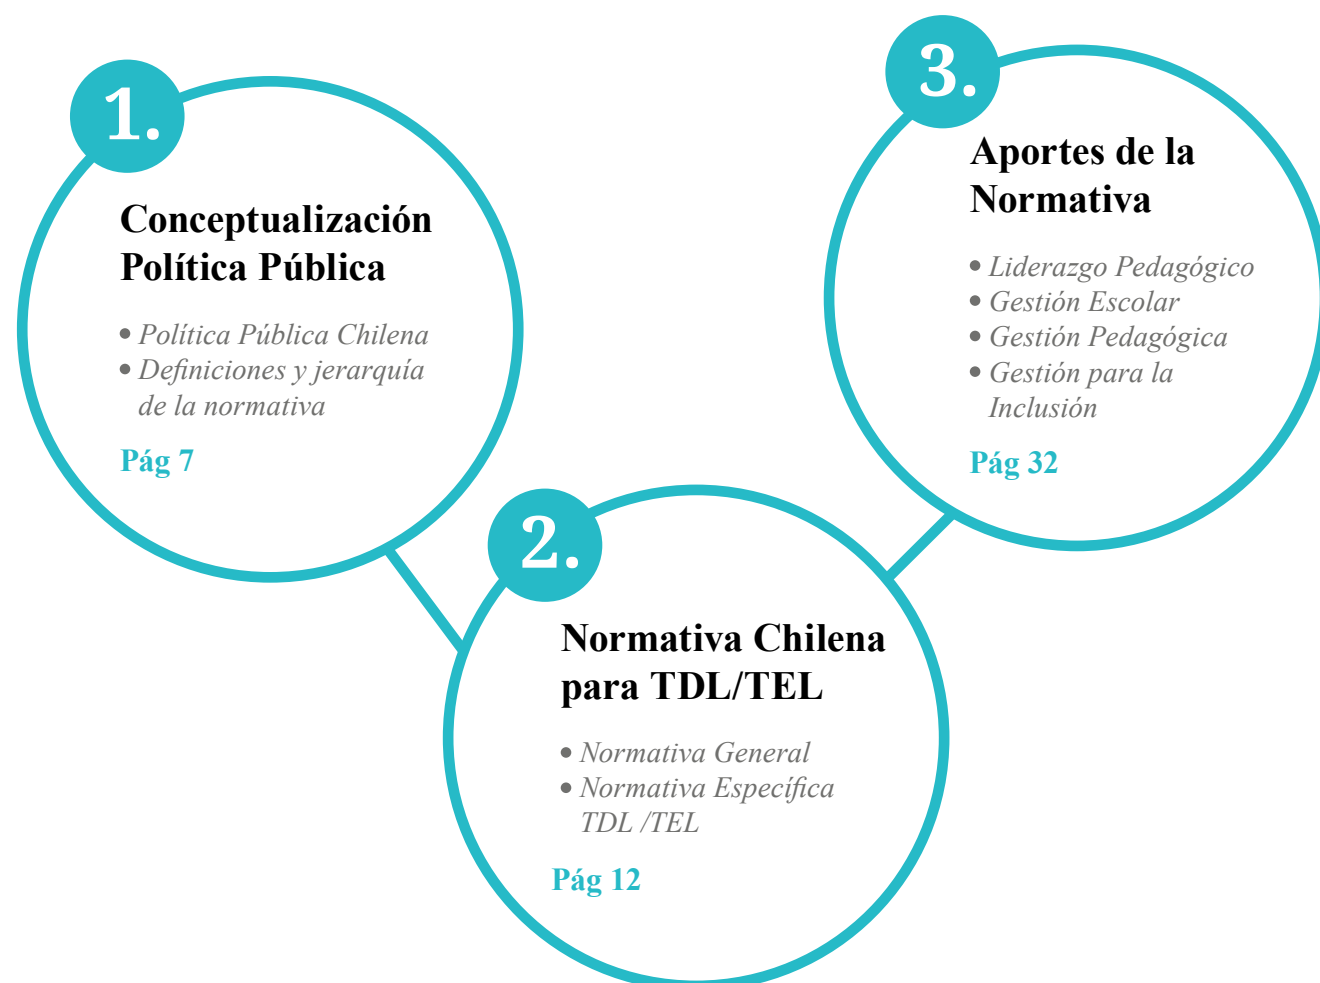 1.
Conceptualización
Política Pública
• Política Pública Chilena
• Definiciones y jerarquía
de la normativa
Pág 7
2.
Normativa Chilena
para TDL/TEL
• Normativa General
• Normativa Específica
TDL /TEL
Pág 12
3.
Aportes de la
Normativa
• Liderazgo Pedagógico
• Gestión Escolar
• Gestión Pedagógica
• Gestión para la
Inclusión
Pág 32